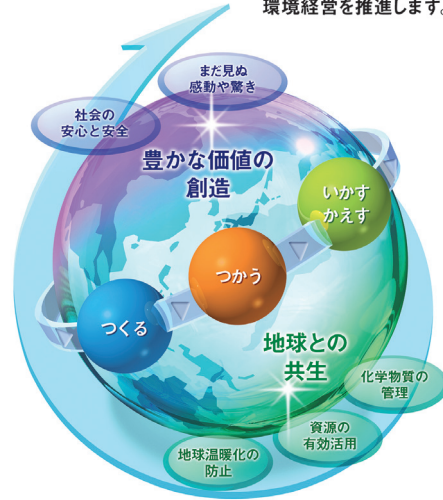 環境経営を推進します。
まだ見ぬ
感動や驚き
社会の
安心と安全
豊かな価値の
創造
いかす
かえす
つかう
つくる
地球との
共生
化学物質の
管理
資源の
有効活用
地球温暖化の
防止